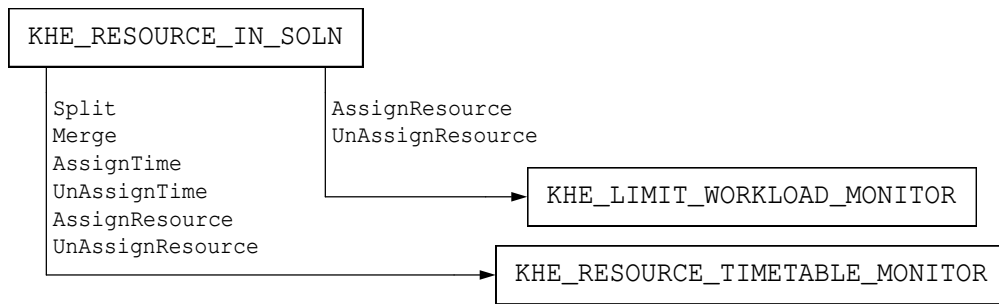 KHE_RESOURCE_IN_SOLN
Split
Merge
AssignTime
UnAssignTime
AssignResource
UnAssignResource
AssignResource
UnAssignResource
KHE_LIMIT_WORKLOAD_MONITOR
KHE_RESOURCE_TIMETABLE_MONITOR